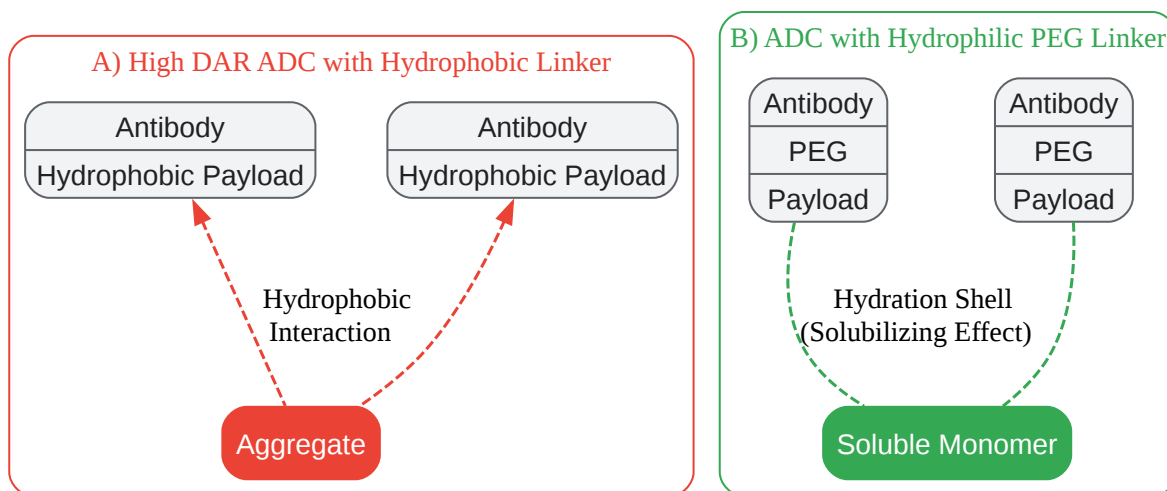 A) High DAR ADC with Hydrophobic Linker
Antibody
Hydrophobic Payload
Antibody
Hydrophobic Payload
Hydrophobic
Interaction
Aggregate
B) ADC with Hydrophilic PEG Linker
Antibody
PEG
Payload
Antibody
PEG
Payload
Hydration Shell
(Solubilizing Effect)
Soluble Monomer